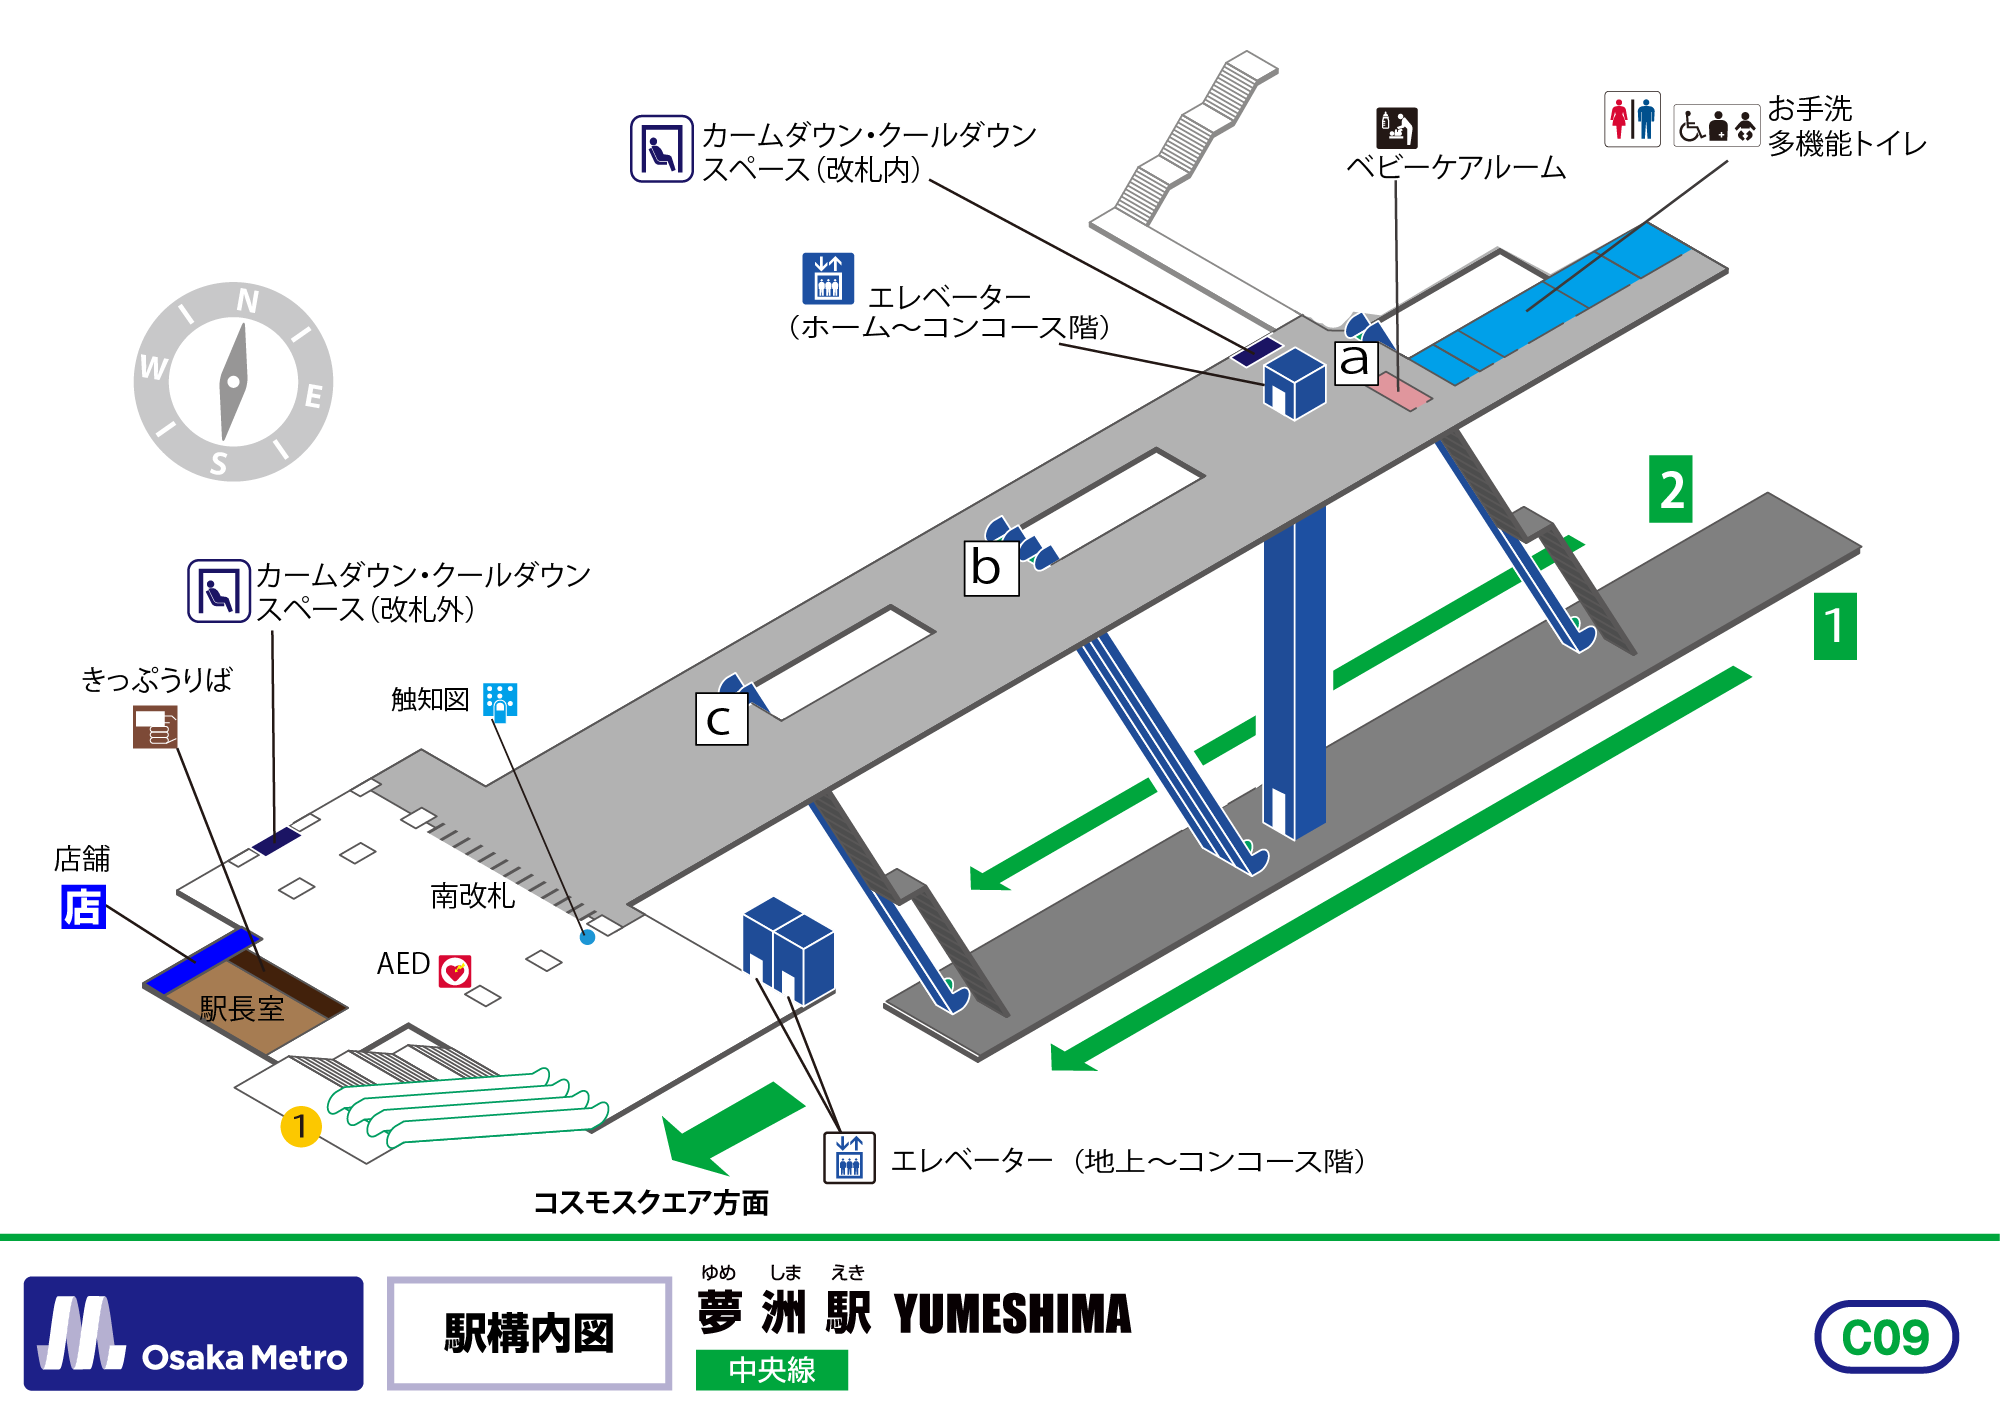 カームダウン・クールダウン
スペース（改札内）
ベビーケアルーム
お手洗
多機能トイレ
エレベーター
（ホーム～コンコース階）
N
E
S
W
a
b
c
2
1
カームダウン・クールダウン
スペース（改札外）
きっぷうりば
触知図
店舗
店
南改札
AED
駅長室
1
エレベーター （地上～コンコース階）
コスモスクエア方面
Osaka Metro
駅構内図
ゆめ しま えき
夢洲駅 YUMESHIMA
中央線
C09